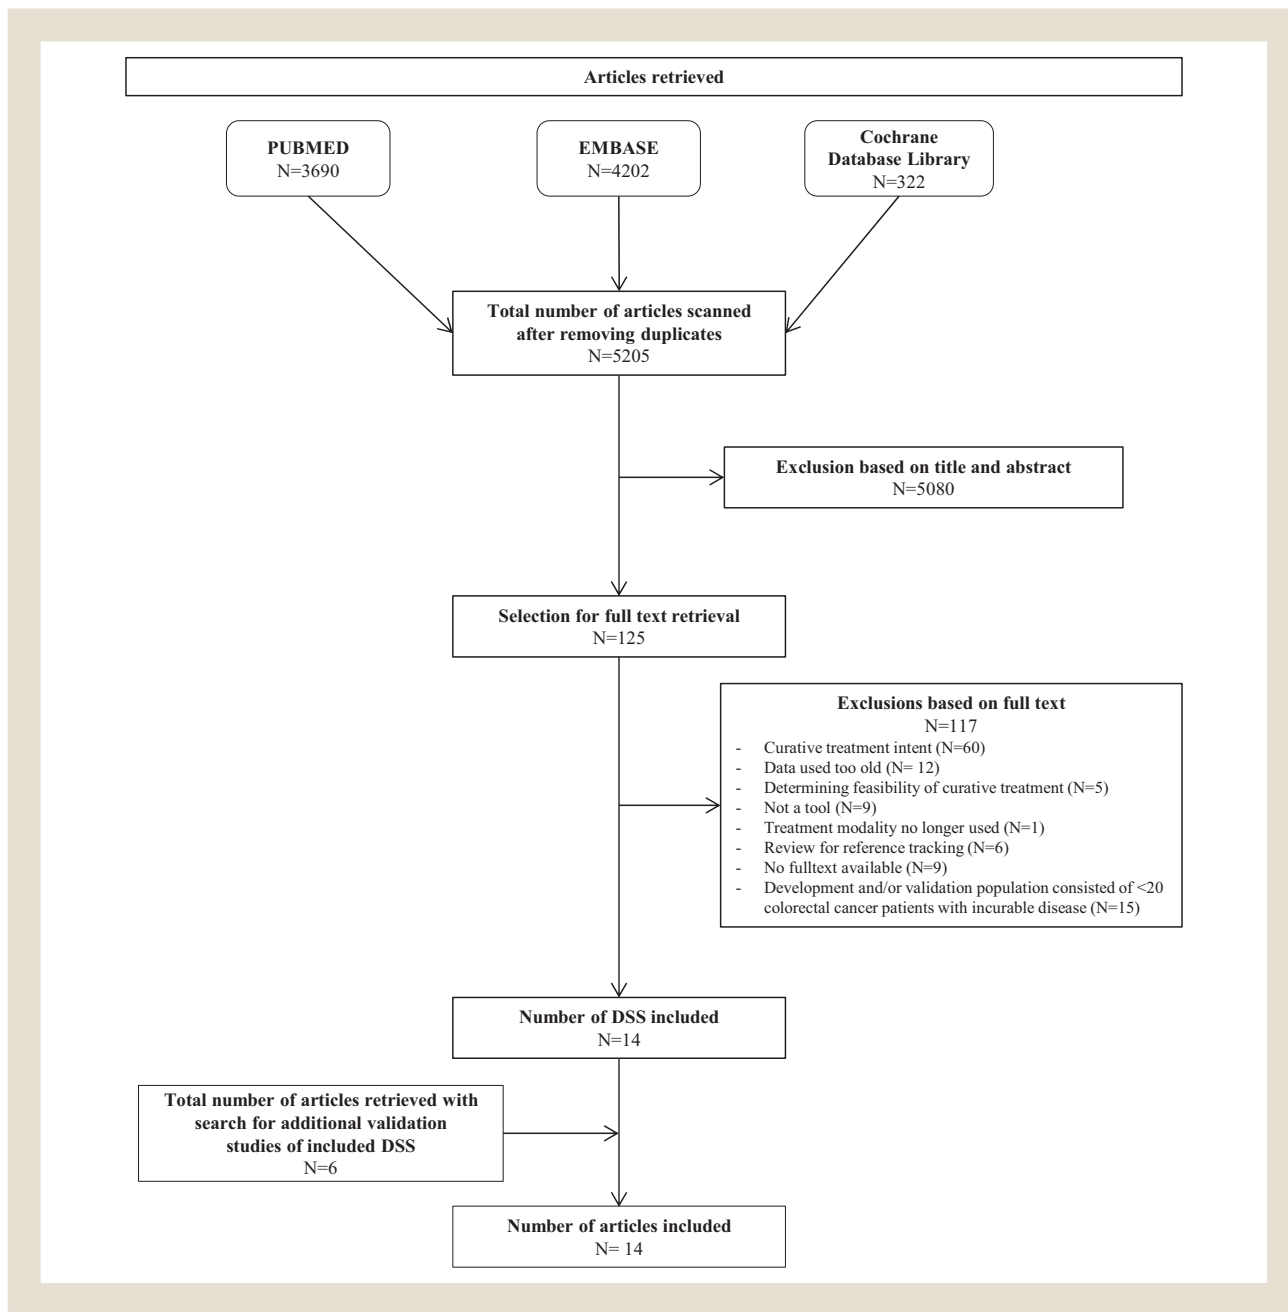 Articles retrieved
PUBMED
N=3690
EMBASE
N=4202
Cochrane
Database Library
N=322
Total number of articles scanned
after removing duplicates
N=5205
Exclusion based on title and abstract
N=5080
Selection for full text retrieval
N=125
Exclusions based on full text
N=117
- Curative treatment intent (N=60)
- Data used too old (N= 12)
- Determining feasibility of curative treatment (N=5)
- Not a tool (N=9)
- Treatment modality no longer used (N=1)
- Review for reference tracking (N=6)
- No fulltext available (N=9)
- Development and/or validation population consisted of <20
colorectal cancer patients with incurable disease (N=15)
Number of DSS included
N=14
Total number of articles retrieved with
search for additional validation
studies of included DSS
N=6
Number of articles included
N= 14